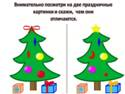 Внимательно посмотри на две праздничные
картинки и скажи, чем они
отличаются.